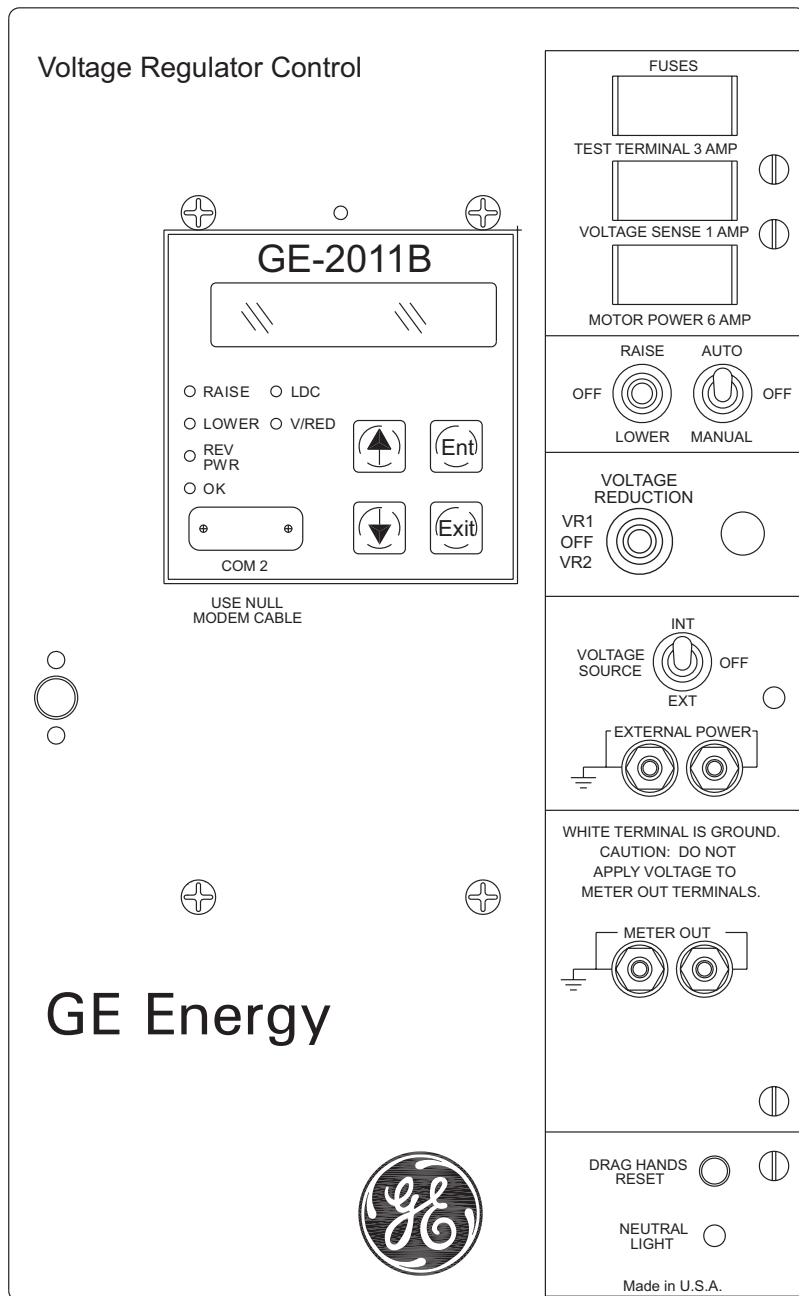 Voltage Regulator Control
GE-2011B
RAISE
LDC
LOWER
V/RED
REV
PWR
OK
Ent
Exit
COM 2
USE NULL
MODEM CABLE
GE Energy
GE
FUSES
TEST TERMINAL 3 AMP
VOLTAGE SENSE 1 AMP
MOTOR POWER 6 AMP
RAISE
AUTO
OFF
OFF
LOWER
MANUAL
VOLTAGE
REDUCTION
VR1
OFF
VR2
INT
VOLTAGE
SOURCE
OFF
EXT
EXTERNAL POWER
WHITE TERMINAL IS GROUND.
CAUTION: DO NOT
APPLY VOLTAGE TO
METER OUT TERMINALS.
METER OUT
DRAG HANDS
RESET
NEUTRAL
LIGHT
Made in U.S.A.